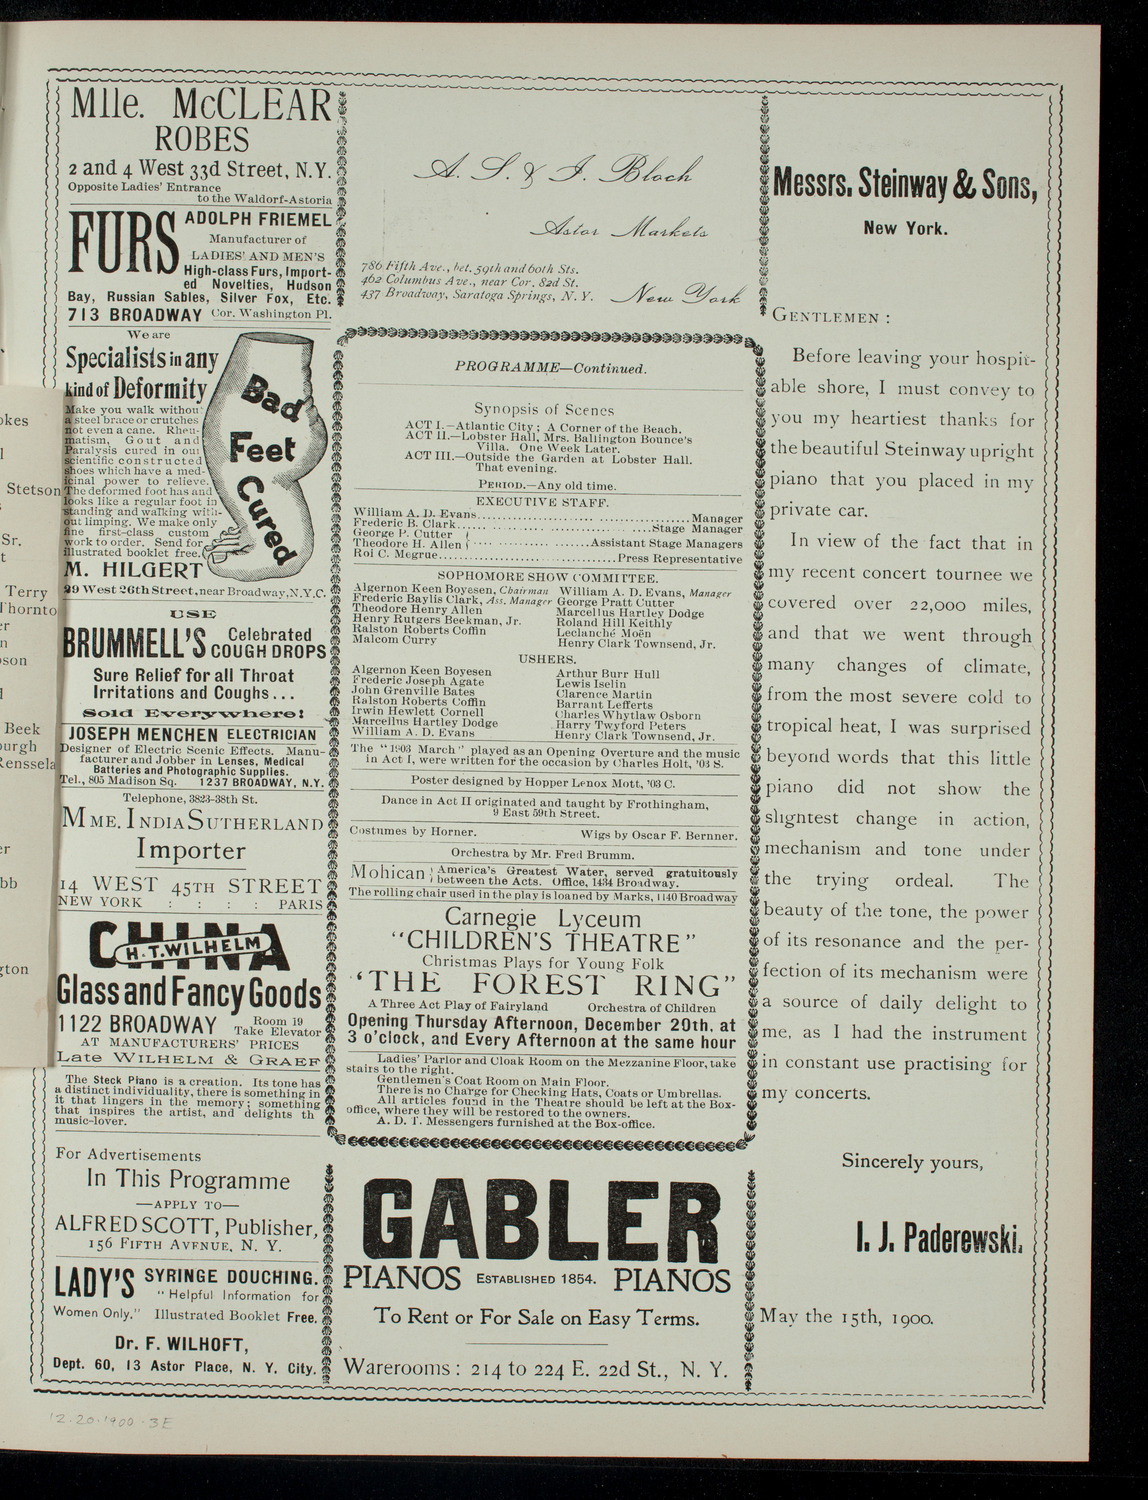 Mlle. McCLEAR
ROBES
2 and 4 West 33d Street, N.Y.
Opposite Ladies' Entrance
to the Waldorf-Astoria
FURS
ADOLPH FRIEMEL
Manufacturer of
LADIES' AND MEN'S
High-class Furs, Import-
ed Novelties, Hudson
Bay, Russian Sables, Silver Fox, Etc.
713 BROADWAY Cor. Washington Pl.
We are
Specialists in any
kind of Deformity
Make you walk withou'
a steel brace or crutches
not even a cane. Rheu-
matism, Gout and
Paralysis cured in our
scientific constructed
shoes which have a med-
icinal power to relieve.
The deformed foot has and
looks like a regular foot in
standing and walking with-
out limping. We make only
fine first-class custom
work to order. Send for
illustrated booklet free.
Bad
Feet
Cured
M. HILGERT
29 West 26th Street, near Broadway, N.Y.C.
USE
BRUMMELL'S Celebrated
COUGH DROPS
Sure Relief for all Throat
Irritations and Coughs...
Sold Everywhere!
JOSEPH MENCHEN ELECTRICIAN
Designer of Electric Scenic Effects. Manu-
facturer and Jobber in Lenses, Medical
Batteries and Photographic Supplies.
Tel., 805 Madison Sq. 1237 BROADWAY, N.Y.
Telephone, 3823-38th St.
MME. INDIA SUTHERLAND
Importer
14 WEST 45TH STREET
NEW YORK : : : : PARIS
CHINA
H. T. WILHELM
Glass and Fancy Goods
1122 BROADWAY Room 19
Take Elevator
AT MANUFACTURERS' PRICES
Late WILHELM & GRAEF
The Steck Piano is a creation. Its tone has
a distinct individuality, there is something in
it that lingers in the memory; something
that inspires the artist, and delights th
music-lover.
For Advertisements
In This Programme
—APPLY TO—
ALFRED SCOTT, Publisher,
156 FIFTH AVENUE, N. Y.
LADY'S SYRINGE DOUCHING.
"Helpful Information for
Women Only." Illustrated Booklet Free.
Dr. F. WILHOFT,
Dept. 60, 13 Astor Place, N. Y. City.
A. S. & J. Bloch
Astor Markets
786 Fifth Ave., bet. 59th and 60th Sts.
462 Columbus Ave., near Cor. 82d St.
437 Broadway, Saratoga Springs, N. Y.
New York
PROGRAMME—Continued.
Synopsis of Scenes
ACT I.—Atlantic City; A Corner of the Beach.
ACT II.—Lobster Hall, Mrs. Ballington Bounce's
Villa. One Week Later.
ACT III.—Outside the Garden at Lobster Hall.
That evening.
PERIOD.—Any old time.
EXECUTIVE STAFF.
William A. D. Evans........Manager
Frederic B. Clark........Stage Manager
George P. Cutter
Theodore H. Allen ........Assistant Stage Managers
Roi C. Megrue........Press Representative
SOPHOMORE SHOW COMMITTEE.
Algernon Keen Boyesen, Chairman William A. D. Evans, Manager
Frederic Baylis Clark, Ass. Manager George Pratt Cutter
Theodore Henry Allen Marcellus Hartley Dodge
Henry Rutgers Beekman, Jr. Roland Hill Keithly
Ralston Roberts Coffin Leclanché Moën
Malcom Curry Henry Clark Townsend, Jr.
USHERS.
Algernon Keen Boyesen Arthur Burr Hull
Frederic Joseph Agate Lewis Iselin
John Grenville Bates Clarence Martin
Ralston Roberts Coffin Barrant Lefferts
Irwin Hewlett Cornell Charles Whytlaw Osborn
Marcellus Hartley Dodge Harry Twyford Peters
William A. D. Evans Henry Clark Townsend, Jr.
The "1903 March" played as an Opening Overture and the music
in Act I, were written for the occasion by Charles Holt, '03 S.
Poster designed by Hopper Lenox Mott, '03 C.
Dance in Act II originated and taught by Frothingham,
9 East 59th Street.
Costumes by Horner. Wigs by Oscar F. Bernner.
Orchestra by Mr. Fred Brumm.
Mohican America's Greatest Water, served gratuitously
between the Acts. Office, 1434 Broadway.
The rolling chair used in the play is loaned by Marks, 1140 Broadway
Carnegie Lyceum
"CHILDREN'S THEATRE"
Christmas Plays for Young Folk
'THE FOREST RING"
A Three Act Play of Fairyland Orchestra of Children
Opening Thursday Afternoon, December 20th, at
3 o'clock, and Every Afternoon at the same hour
Ladies' Parlor and Cloak Room on the Mezzanine Floor, take
stairs to the right.
Gentlemen's Coat Room on Main Floor.
There is no Charge for Checking Hats, Coats or Umbrellas.
All articles found in the Theatre should be left at the Box-
office, where they will be restored to the owners.
A. D. T. Messengers furnished at the Box-office.
GABLER
PIANOS ESTABLISHED 1854. PIANOS
To Rent or For Sale on Easy Terms.
Warerooms: 214 to 224 E. 22d St., N. Y.
Messrs. Steinway & Sons,
New York.
GENTLEMEN:
Before leaving your hospit-
able shore, I must convey to
you my heartiest thanks for
the beautiful Steinway upright
piano that you placed in my
private car.
In view of the fact that in
my recent concert tournee we
covered over 22,000 miles,
and that we went through
many changes of climate,
from the most severe cold to
tropical heat, I was surprised
beyond words that this little
piano did not show the
slightest change in action,
mechanism and tone under
the trying ordeal. The
beauty of the tone, the power
of its resonance and the per-
fection of its mechanism were
a source of daily delight to
me, as I had the instrument
in constant use practising for
my concerts.
Sincerely yours,
I. J. Paderewski.
May the 15th, 1900.
okes
Stetson
Sr.
t
Terry
Thornto
er
n
son
Beek
ourgh
Renssela
er
bb
gton
12.20.1900.3E